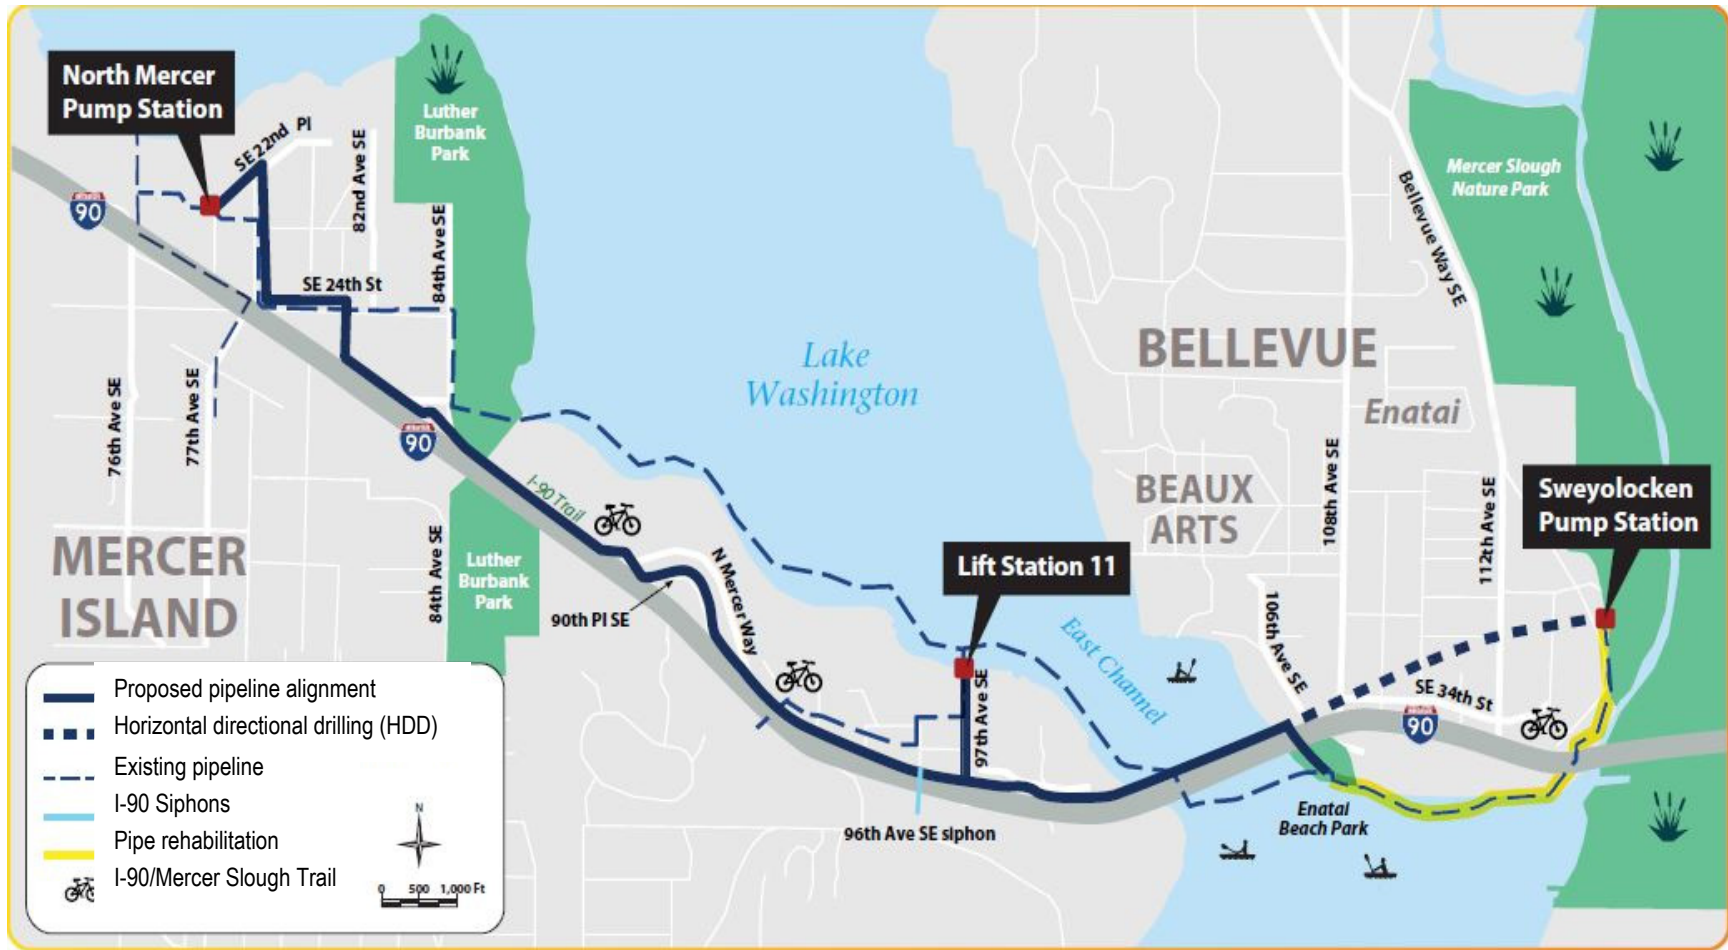 North Mercer
Pump Station
SE 22nd Pl
82nd Ave SE
Luther
Burbank
Park
84th Ave SE
90
SE 24th St
76th Ave SE
77th Ave SE
90
I-90 Trail
MERCER
ISLAND
84th Ave SE
Luther
Burbank
Park
90th Pl SE
N Mercer Way
Lake
Washington
Lift Station 11
97th Ave SE
96th Ave SE siphon
East Channel
BELLEVUE
Enatai
BEAUX
ARTS
Mercer Slough
Nature Park
Bellevue Way SE
108th Ave SE
112th Ave SE
106th Ave SE
Sweyolocken
Pump Station
SE 34th St
90
Enatai
Beach Park
Proposed pipeline alignment
Horizontal directional drilling (HDD)
Existing pipeline
I-90 Siphons
Pipe rehabilitation
I-90/Mercer Slough Trail
N
0 500 1,000 Ft